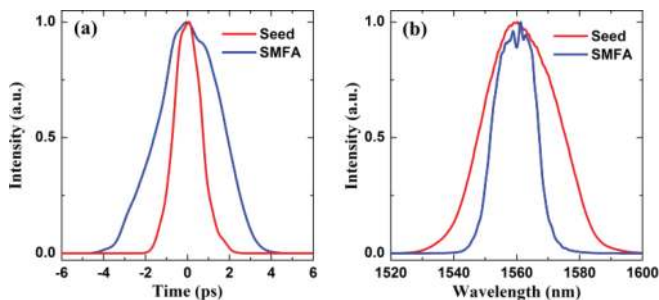 (a)
Seed
SMFA
Intensity (a.u.)
1.0
0.5
0.0
-6 -4 -2 0 2 4 6
Time (ps)
(b)
Seed
SMFA
Intensity (a.u.)
1.0
0.5
0.0
1520 1540 1560 1580 1600
Wavelength (nm)